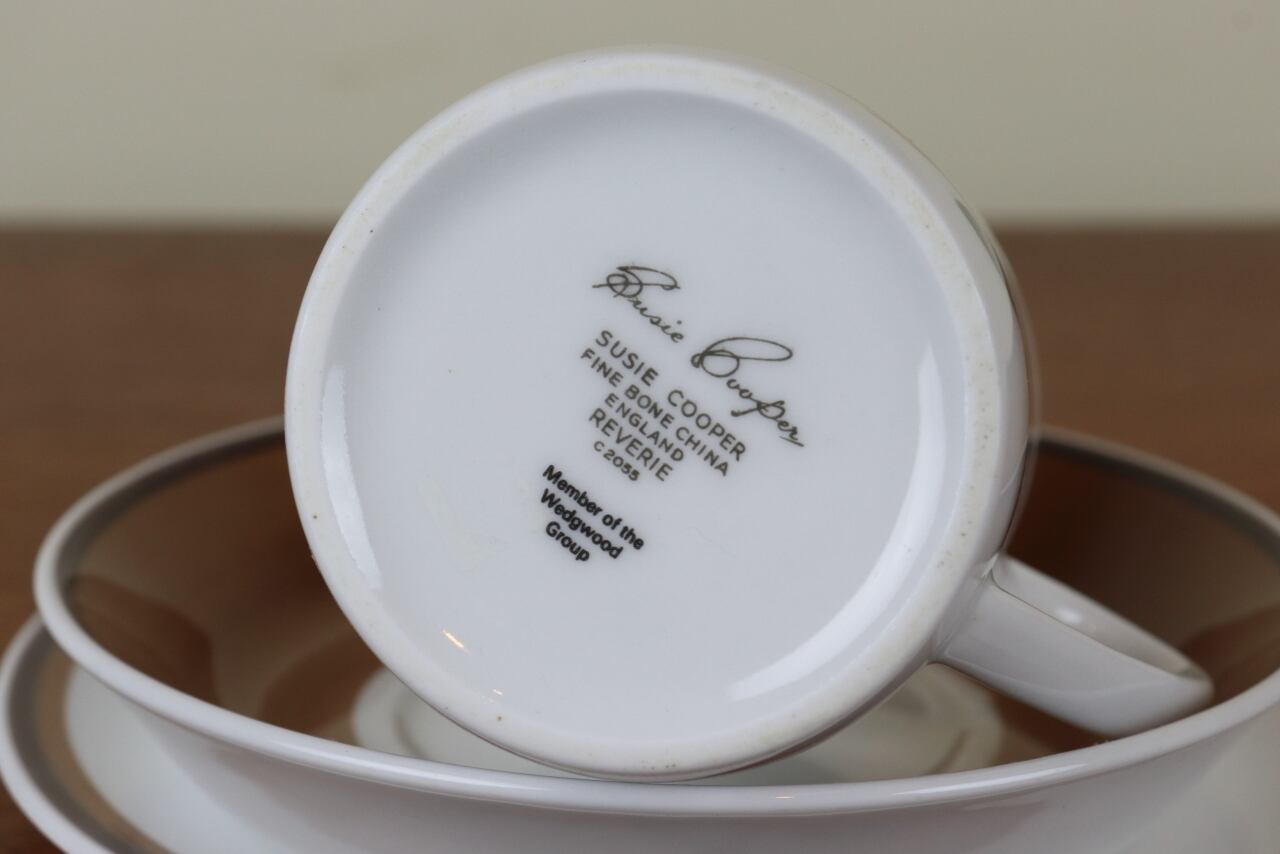 Susie Cooper
SUSIE COOPER
FINE BONE CHINA
ENGLAND
REVERIE
C2055
Member of the
Wedgwood
Group